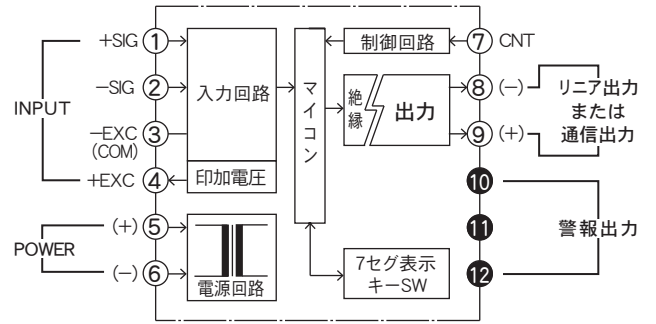 +SIG ① 制御回路 ⑦ CNT
−SIG ② 入力回路 マイコン 絶縁 出力 ⑧ (−) リニア出力
INPUT または
−EXC ③ ⑨ (+) 通信出力
(COM)
+EXC ④ 印加電圧 ❿
(+) ⑤ ⓫ 警報出力
POWER
(−) ⑥ 電源回路 7セグ表示 ⓬
キーSW